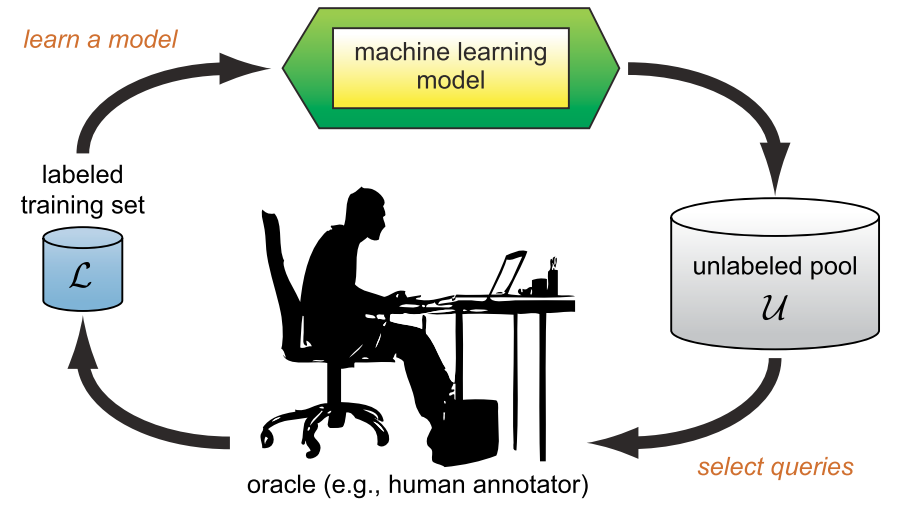 learn a model
machine learning
model
labeled
training set
ℒ
unlabeled pool
𝒰
select queries
oracle (e.g., human annotator)